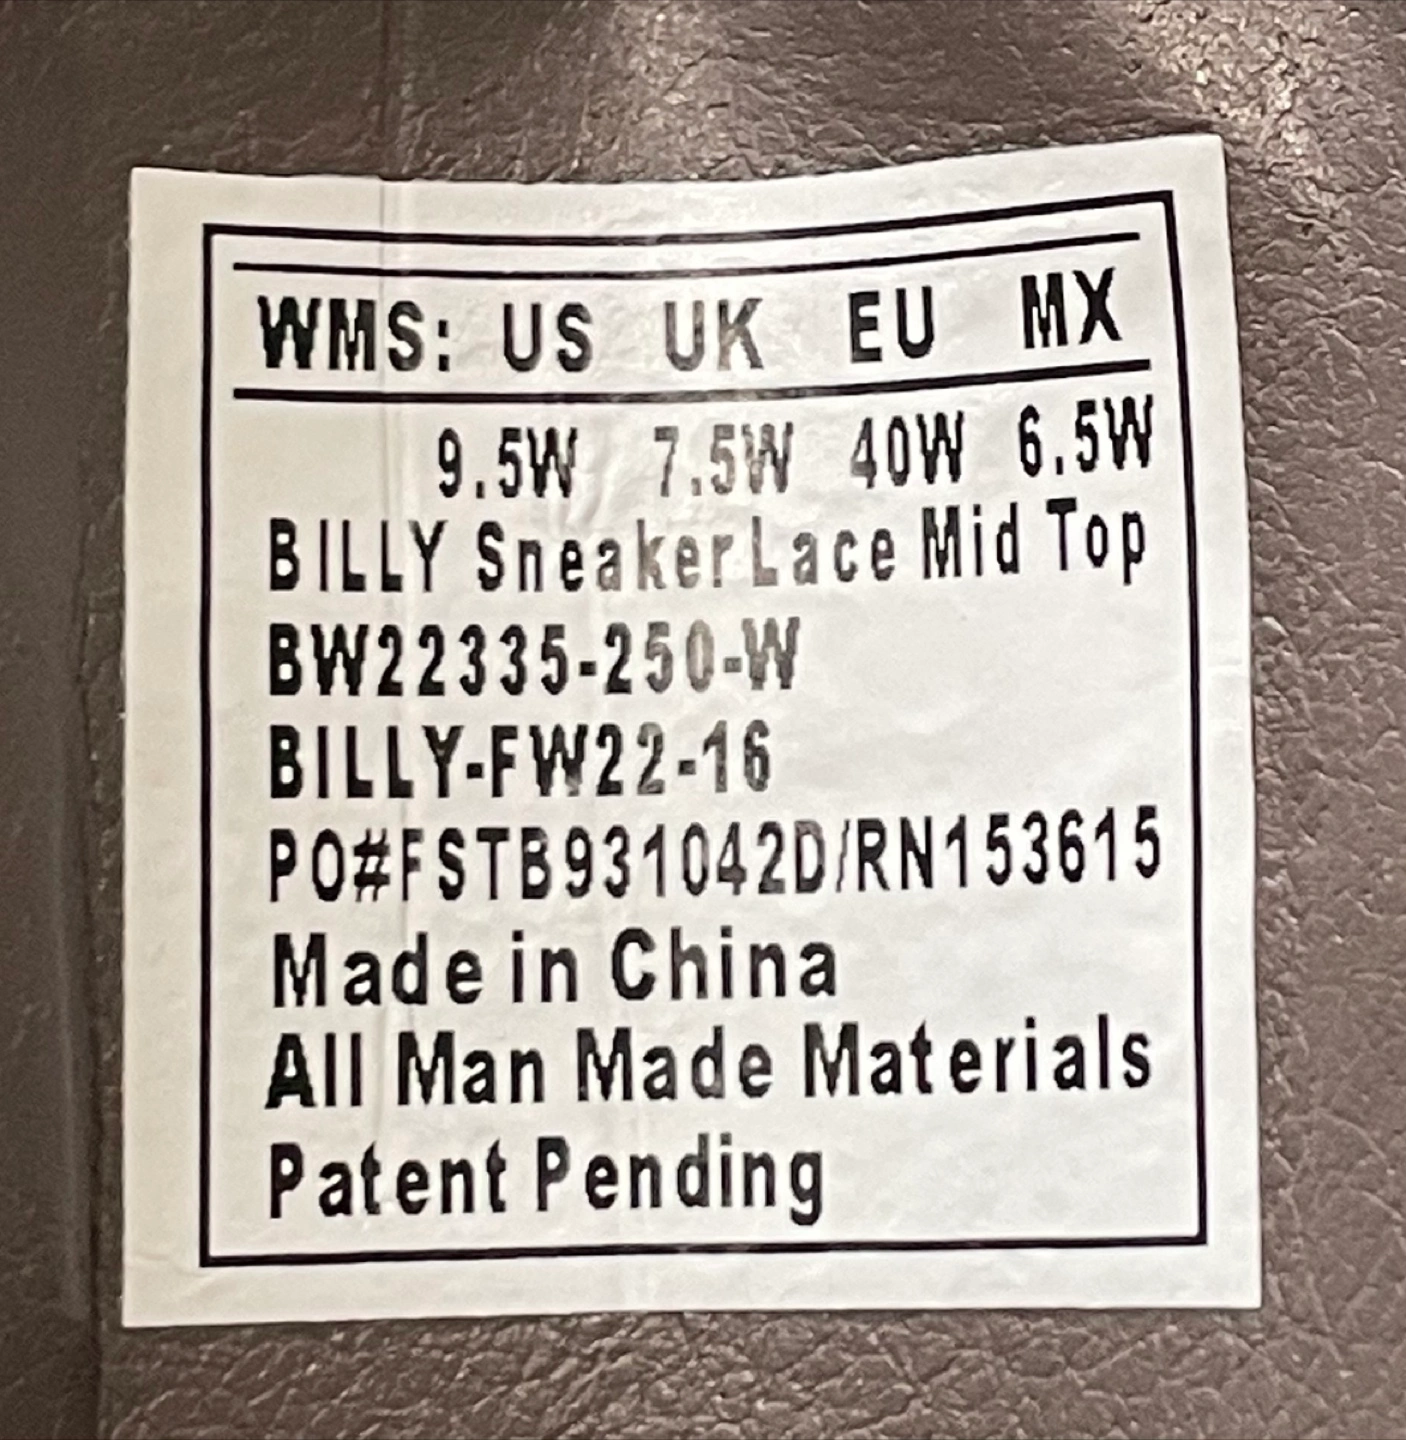 WMS: US UK EU MX
9.5W 7.5W 40W 6.5W
BILLY Sneaker Lace Mid Top
BW22335-250-W
BILLY-FW22-16
PO#FSTB931042D/RN153615
Made in China
All Man Made Materials
Patent Pending